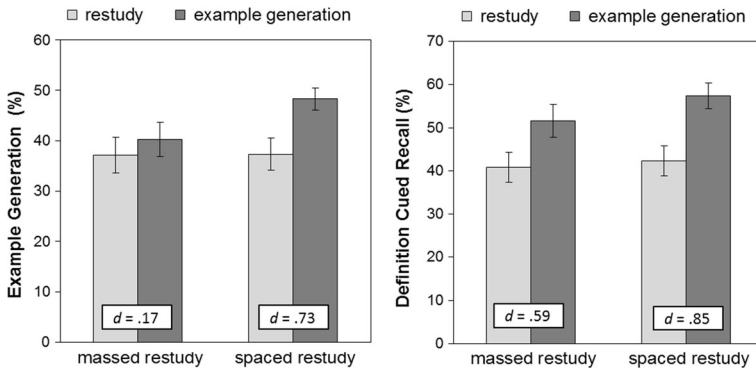 restudy example generation
Example Generation (%)
60
50
40
30
20
10
0
d = .17
d = .73
massed restudy spaced restudy
restudy example generation
Definition Cued Recall (%)
70
60
50
40
30
20
10
0
d = .59
d = .85
massed restudy spaced restudy